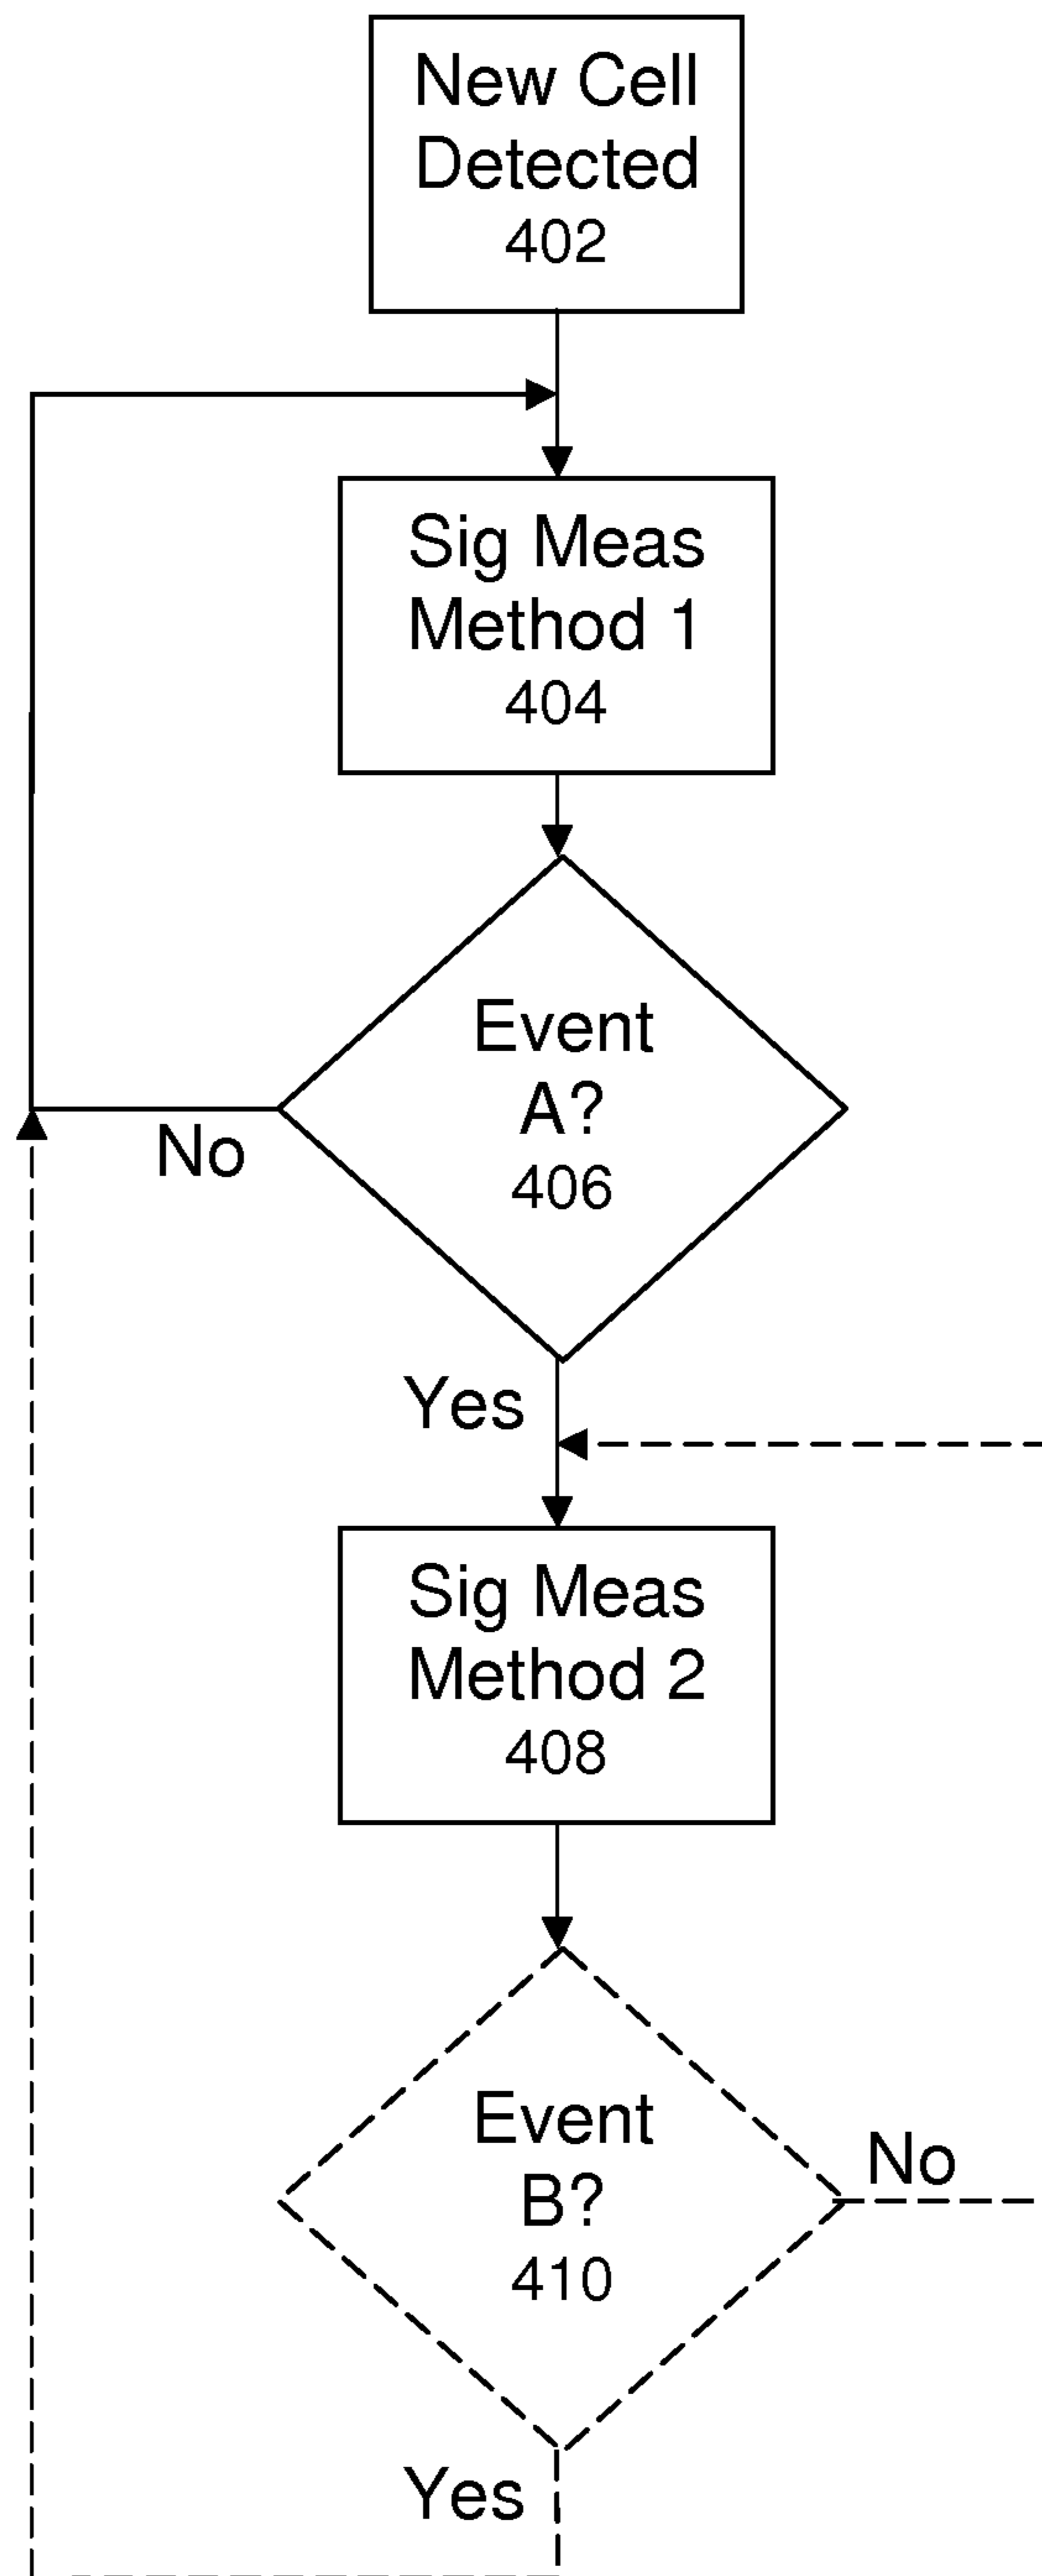 New Cell
Detected
402
Sig Meas
Method 1
404
Event
A?
406
No
Yes
Sig Meas
Method 2
408
Event
B?
410
No
Yes